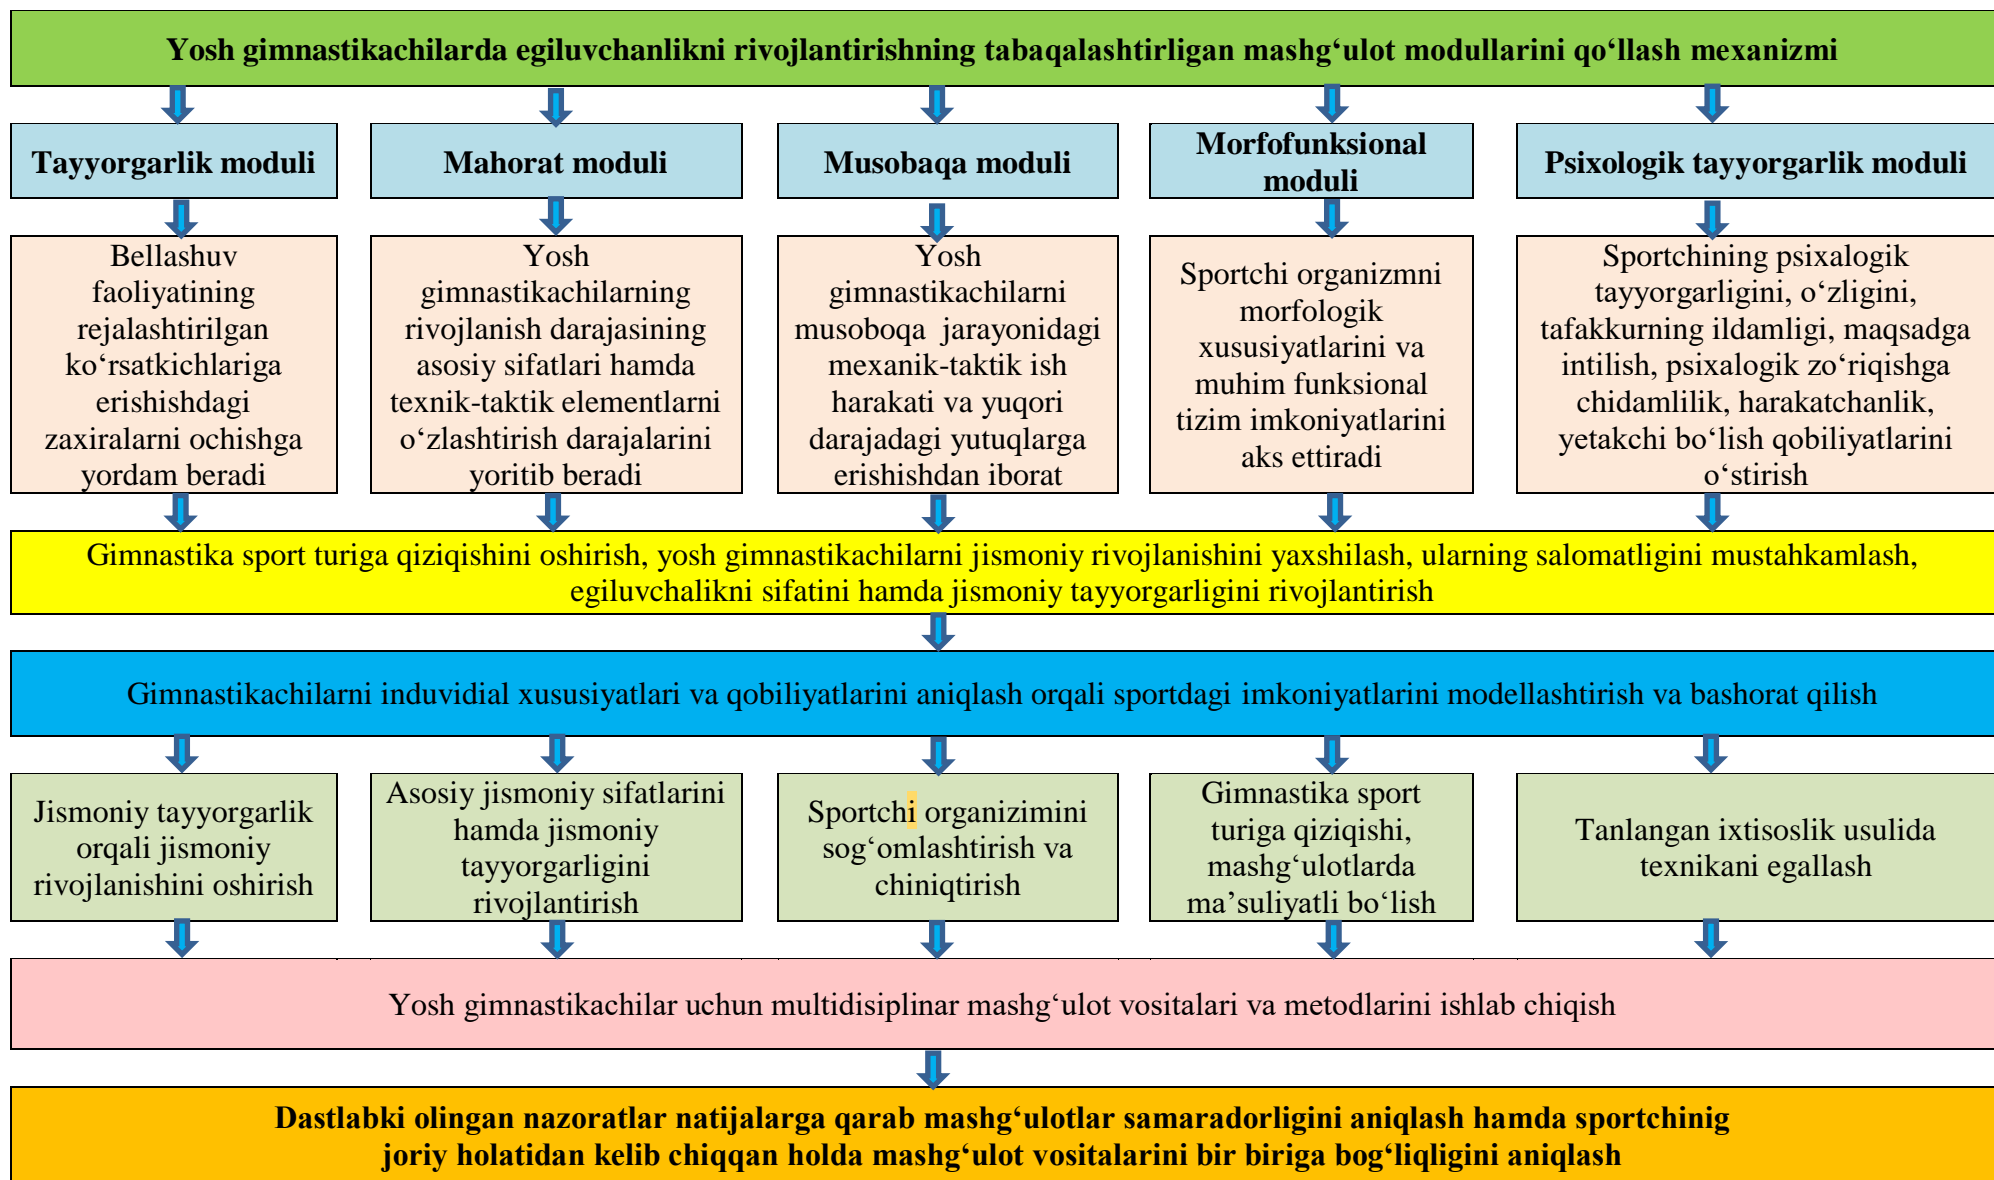 Yosh gimnastikachilarda egiluvchanlikni rivojlantirishning tabaqalashtirligan mashg‘ulot modullarini qo‘llash mexanizmi
Tayyorgarlik moduli
Mahorat moduli
Musobaqa moduli
Morfofunksional
moduli
Psixologik tayyorgarlik moduli
Bellashuv
faoliyatining
rejalashtirilgan
ko‘rsatkichlariga
erishishdagi
zaxiralarni ochishga
yordam beradi
Yosh
gimnastikachilarning
rivojlanish darajasining
asosiy sifatlari hamda
texnik-taktik elementlarni
o‘zlashtirish darajalarini
yoritib beradi
Yosh
gimnastikachilarni
musoboqa jarayonidagi
mexanik-taktik ish
harakati va yuqori
darajadagi yutuqlarga
erishishdan iborat
Sportchi organizmni
morfologik
xususiyatlarini va
muhim funksional
tizim imkoniyatlarini
aks ettiradi
Sportchining psixalogik
tayyorgarligini, o‘zligini,
tafakkurning ildamligi, maqsadga
intilish, psixalogik zo‘riqishga
chidamlilik, harakatchanlik,
yetakchi bo‘lish qobiliyatlarini
o‘stirish
Gimnastika sport turiga qiziqishini oshirish, yosh gimnastikachilarni jismoniy rivojlanishini yaxshilash, ularning salomatligini mustahkamlash,
egiluvchalikni sifatini hamda jismoniy tayyorgarligini rivojlantirish
Gimnastikachilarni induvidial xususiyatlari va qobiliyatlarini aniqlash orqali sportdagi imkoniyatlarini modellashtirish va bashorat qilish
Jismoniy tayyorgarlik
orqali jismoniy
rivojlanishini oshirish
Asosiy jismoniy sifatlarini
hamda jismoniy
tayyorgarligini
rivojlantirish
Sportchi organizimini
sog‘omlashtirish va
chiniqtirish
Gimnastika sport
turiga qiziqishi,
mashg‘ulotlarda
ma’suliyatli bo‘lish
Tanlangan ixtisoslik usulida
texnikani egallash
Yosh gimnastikachilar uchun multidisiplinar mashg‘ulot vositalari va metodlarini ishlab chiqish
Dastlabki olingan nazoratlar natijalarga qarab mashg‘ulotlar samaradorligini aniqlash hamda sportchinig
joriy holatidan kelib chiqqan holda mashg‘ulot vositalarini bir biriga bog‘liqligini aniqlash